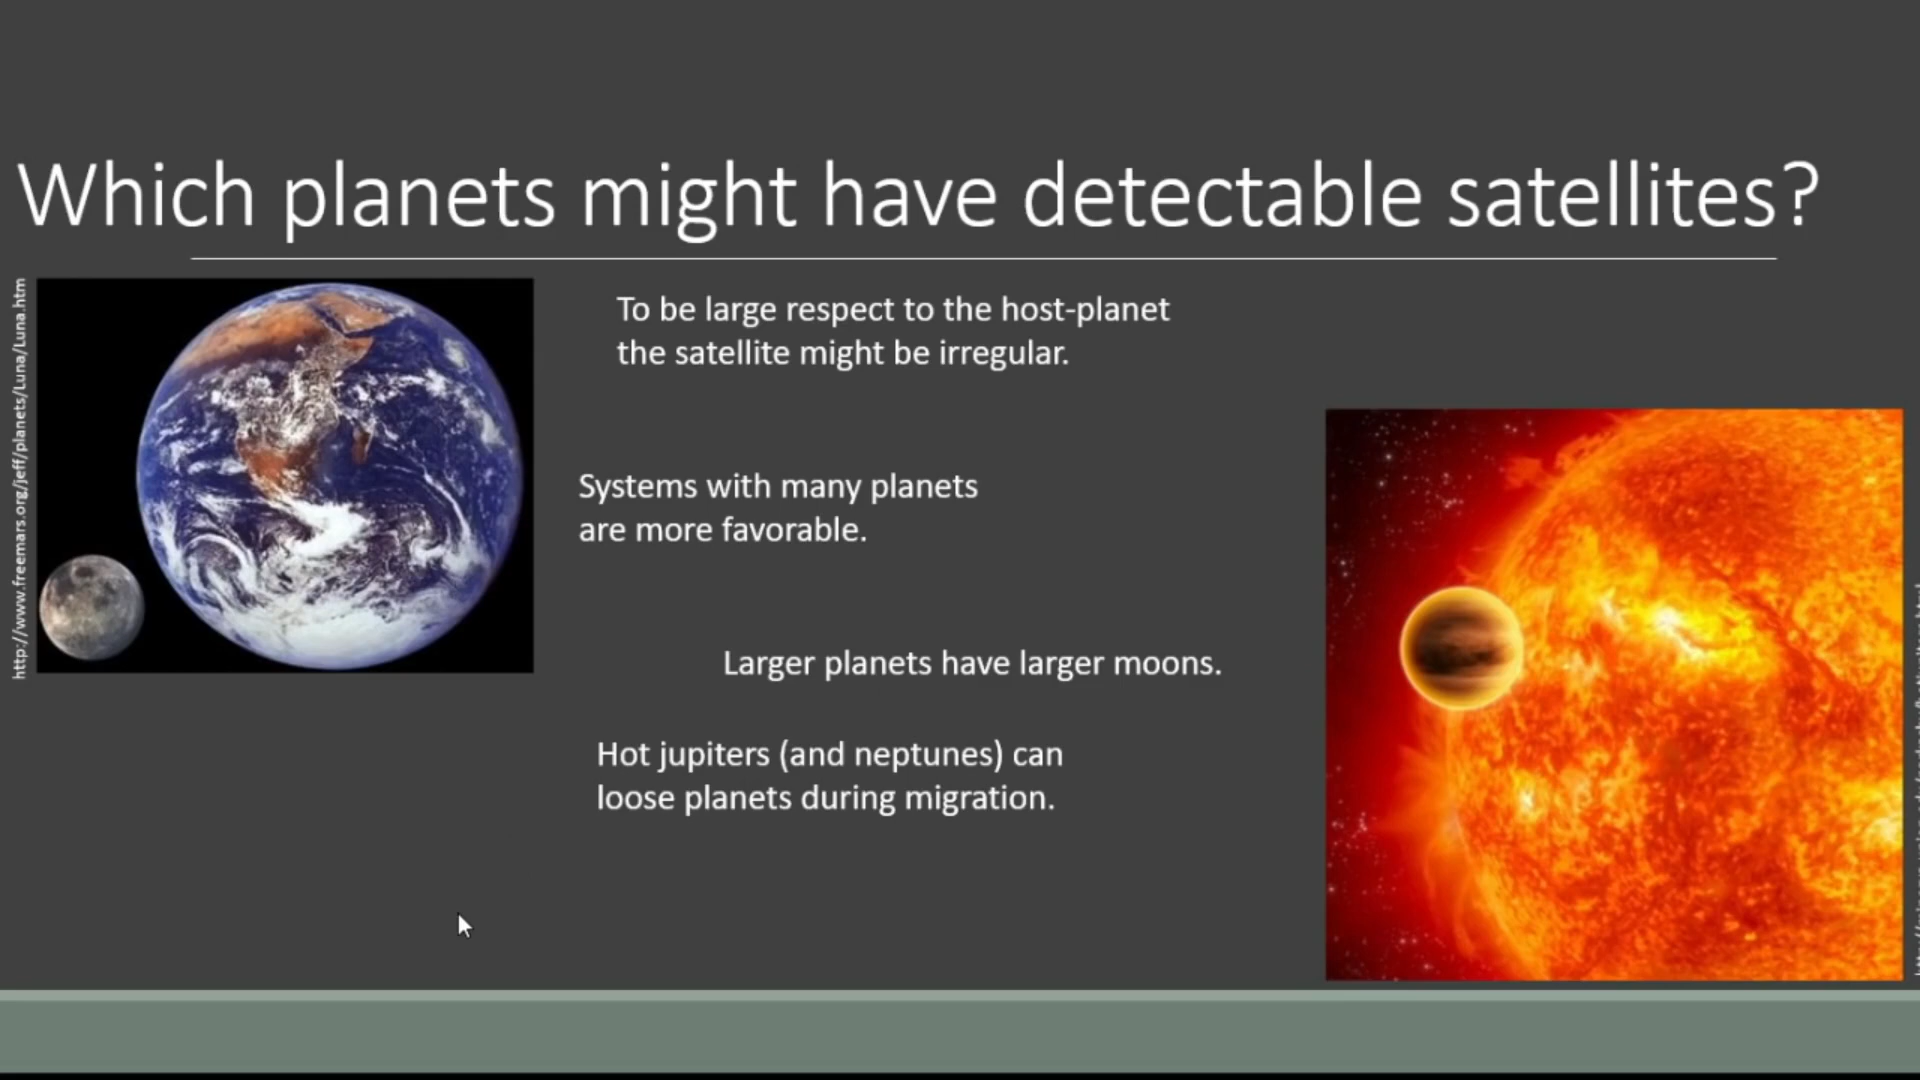 Which planets might have detectable satellites?
http://www.freemars.org/jeff/planets/Luna/Luna.htm
To be large respect to the host-planet
the satellite might be irregular.
Systems with many planets
are more favorable.
Larger planets have larger moons.
Hot jupiters (and neptunes) can
loose planets during migration.